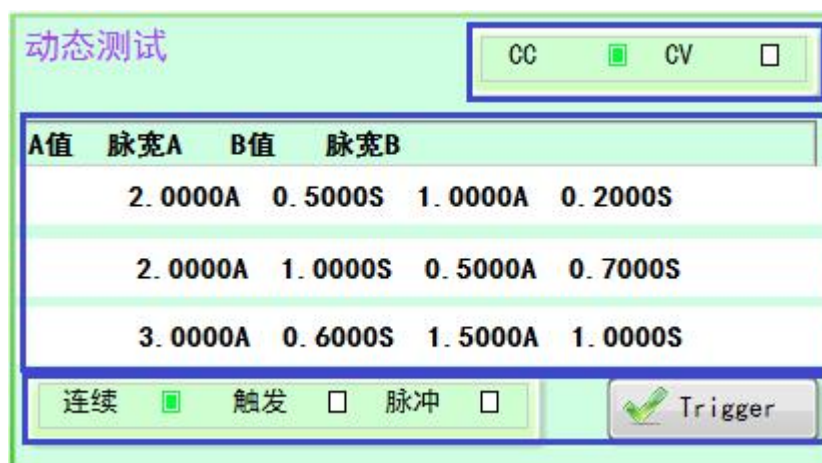 动态测试
CC CV
A值 脉宽A B值 脉宽B
2.0000A 0.5000S 1.0000A 0.2000S
2.0000A 1.0000S 0.5000A 0.7000S
3.0000A 0.6000S 1.5000A 1.0000S
连续 触发 脉冲 Trigger